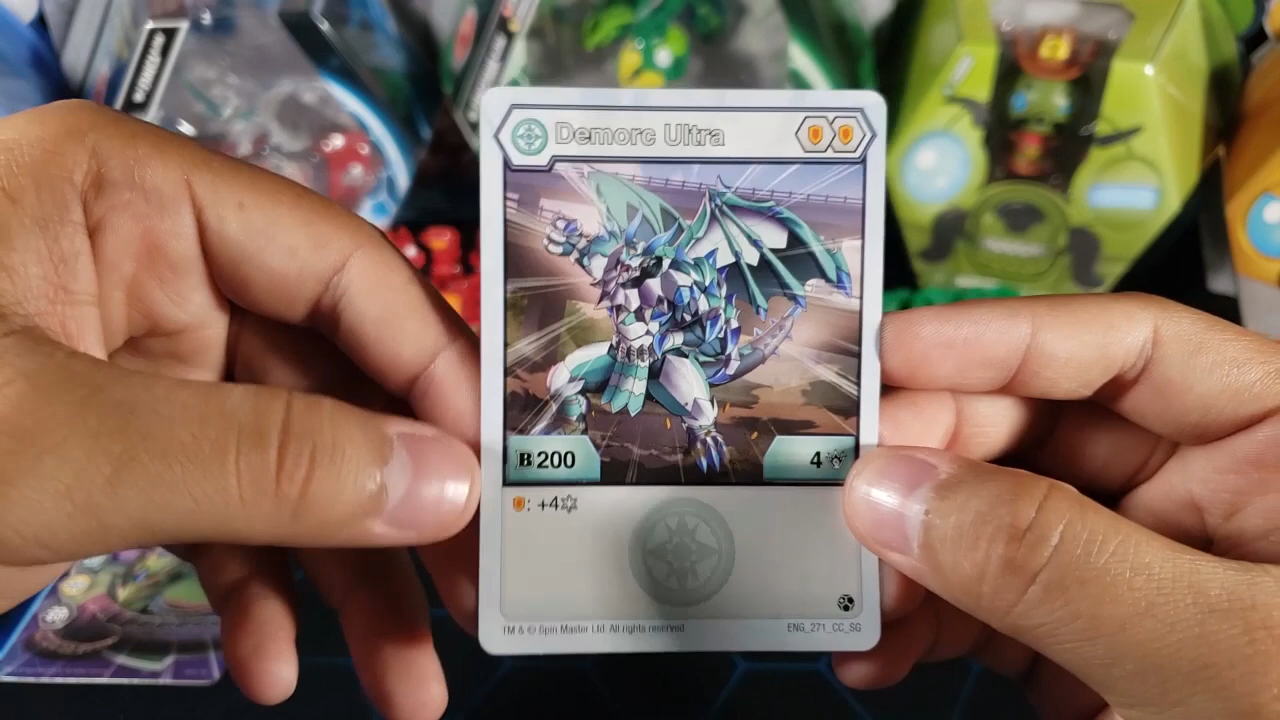 Demorc Ultra
B200
4
: +4
TM & © Spin Master Ltd. All rights reserved
ENG_271_CC_SG